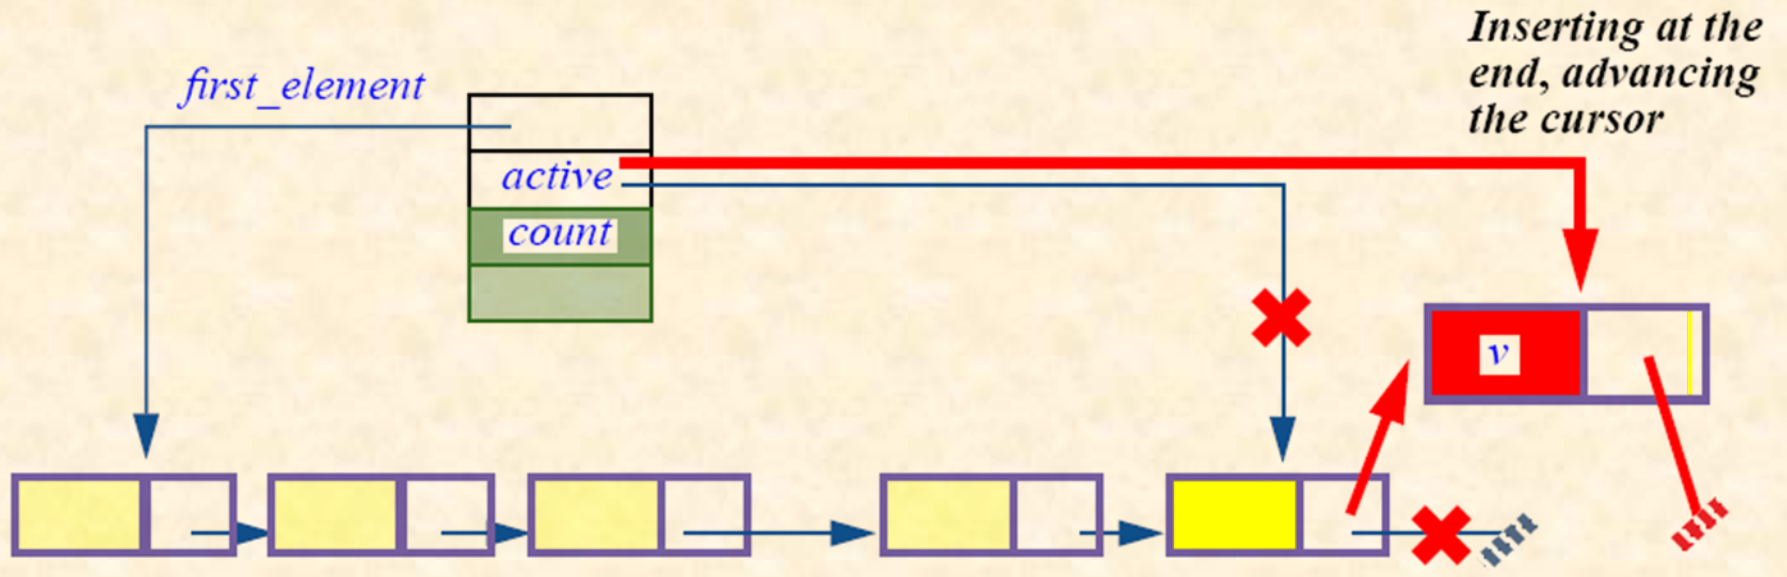 Inserting at the
end, advancing
the cursor
first_element
active
count
v